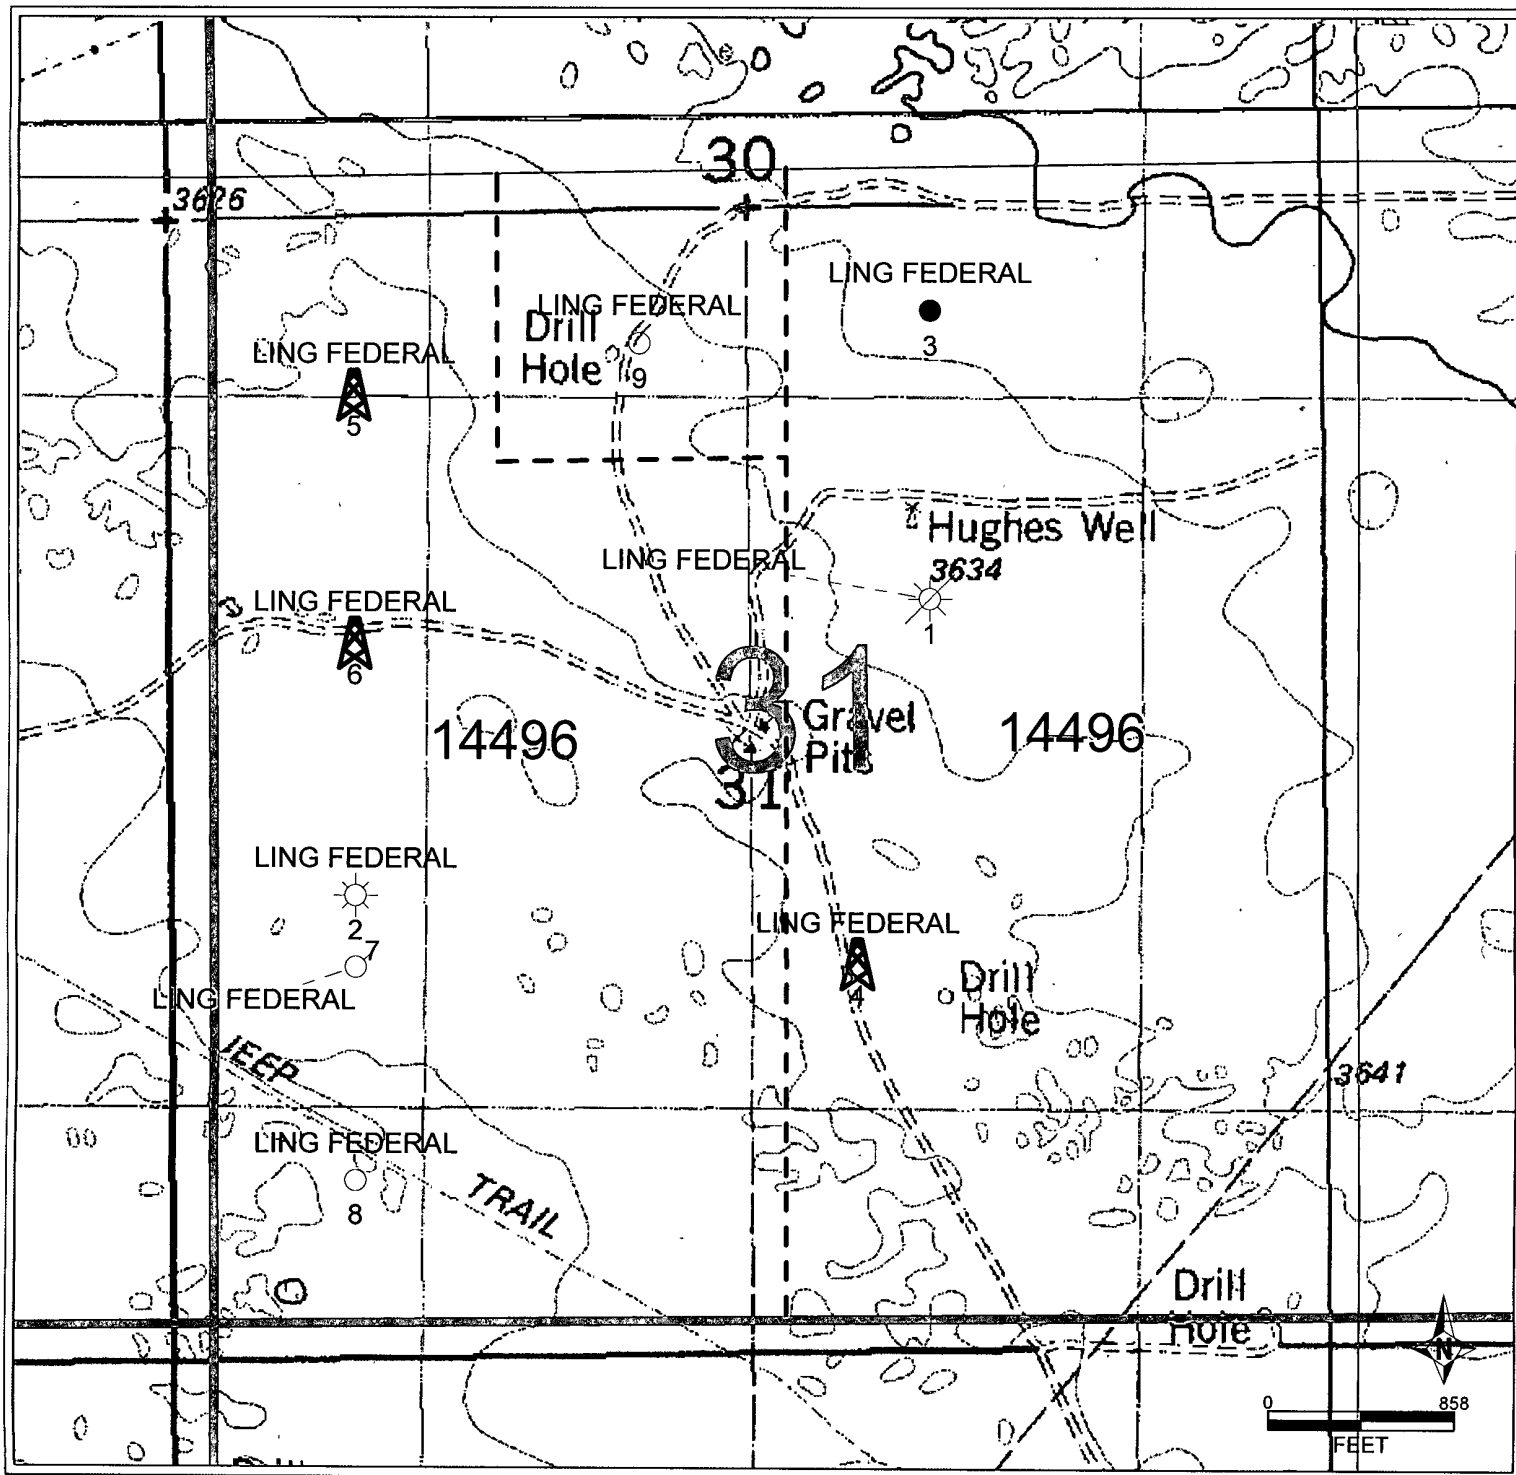 30
3626
LING FEDERAL
3
LING FEDERAL
Drill
Hole
9
LING FEDERAL
5
Hughes Well
3634
LING FEDERAL
1
LING FEDERAL
6
31
Gravel
Pits
31
14496
14496
LING FEDERAL
2
7
LING FEDERAL
LING FEDERAL
4
Drill
Hole
JEEP
TRAIL
3641
LING FEDERAL
8
Drill
Hole
N
0 858
FEET